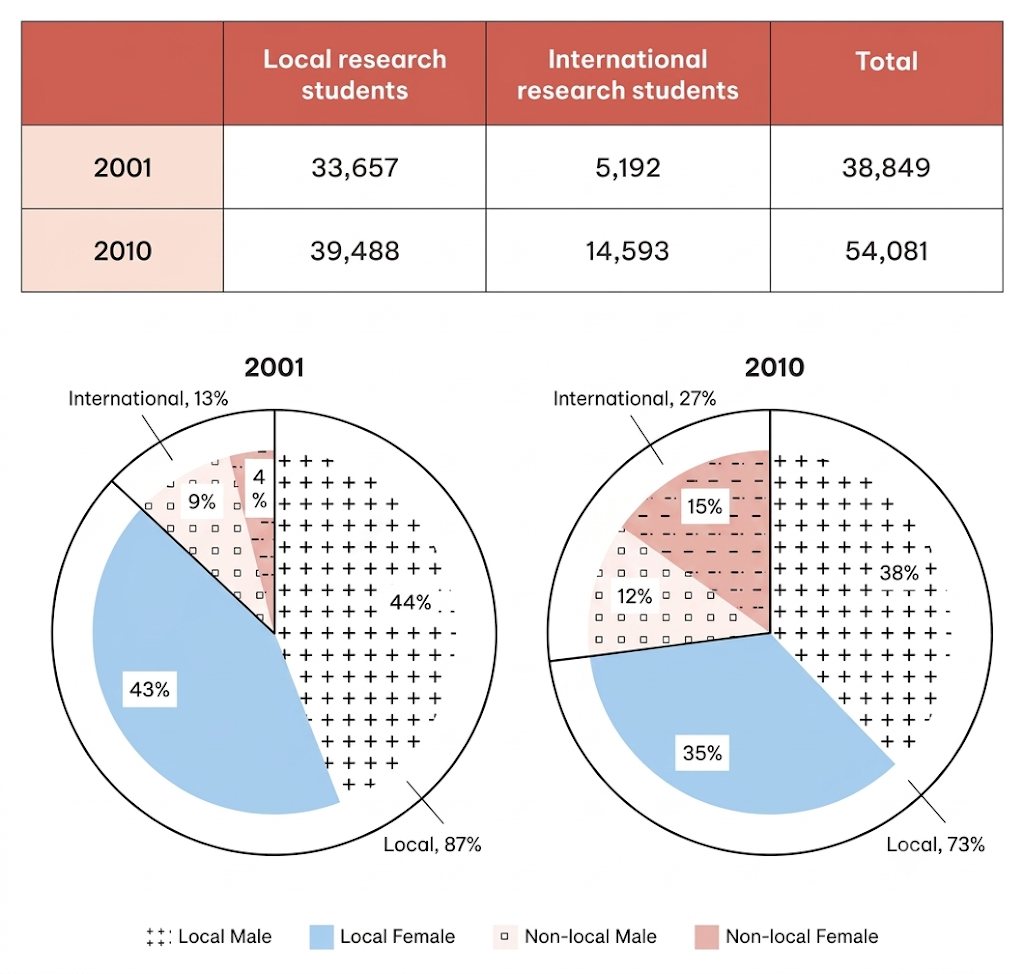 Local research
students
International
research students
Total
2001
33,657
5,192
38,849
2010
39,488
14,593
54,081
2001
International, 13%
4
%
9%
44%
43%
Local, 87%
2010
International, 27%
15%
38%
12%
35%
Local, 73%
Local Male
Local Female
Non-local Male
Non-local Female